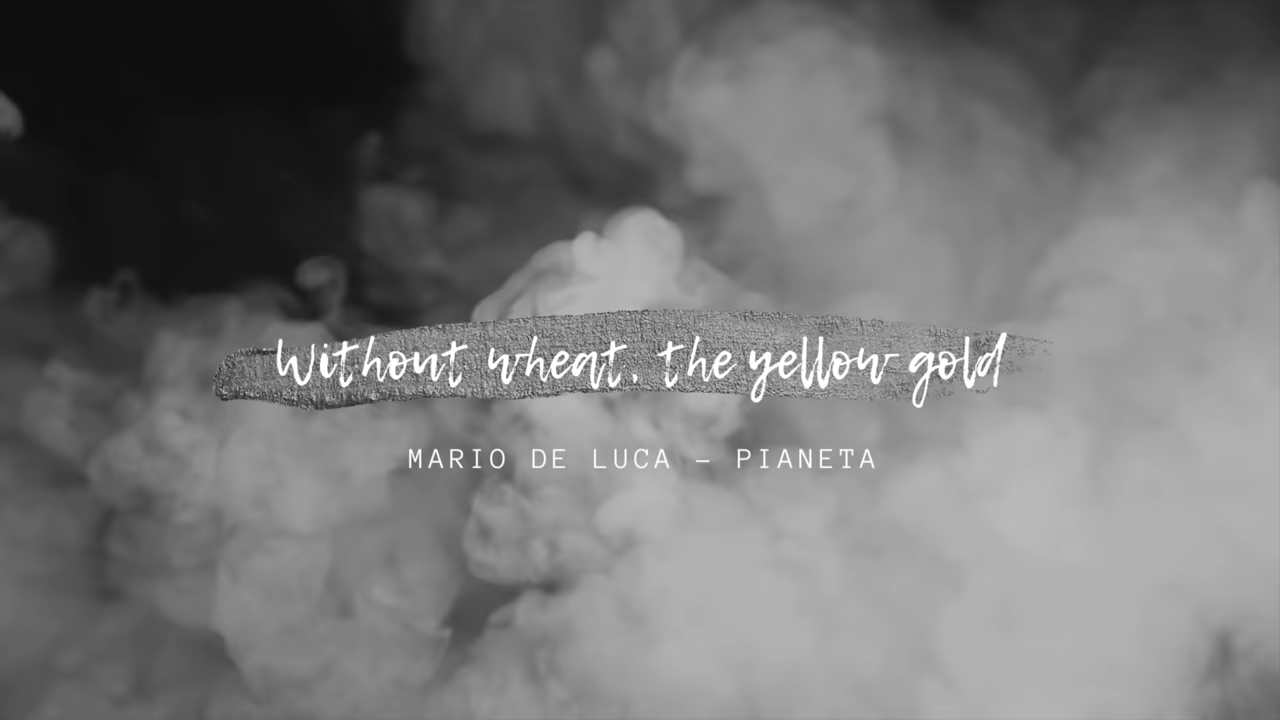 Without wheat, the yellow gold
MARIO DE LUCA – PIANETA